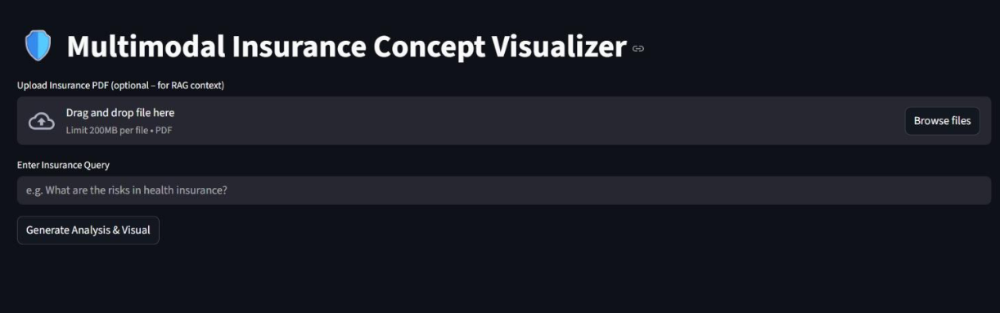 Multimodal Insurance Concept Visualizer
Upload Insurance PDF (optional – for RAG context)
Drag and drop file here
Limit 200MB per file • PDF
Browse files
Enter Insurance Query
e.g. What are the risks in health insurance?
Generate Analysis & Visual